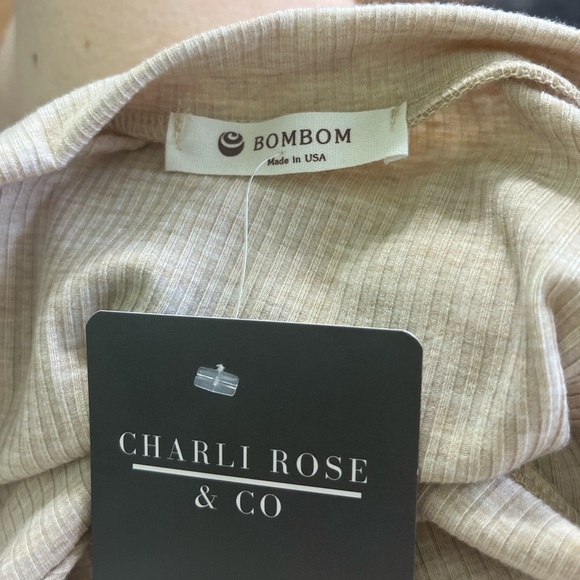 BOMBOM
Made in USA
CHARLI ROSE
& CO